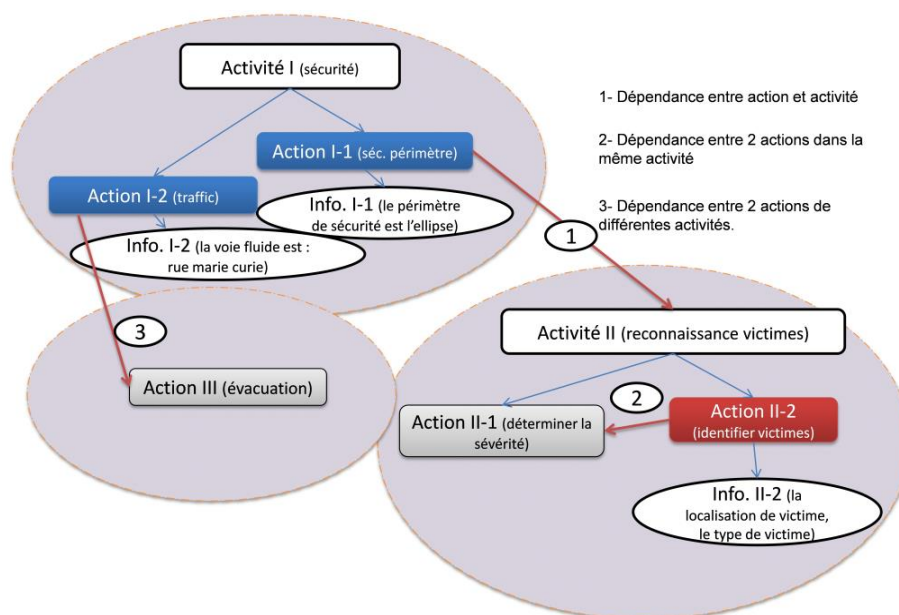 Activité I (sécurité)
Action I-1 (séc. périmètre)
Action I-2 (traffic)
Info. I-1 (le périmètre
de sécurité est l'ellipse)
Info. I-2 (la voie fluide est :
rue marie curie)
1- Dépendance entre action et activité
2- Dépendance entre 2 actions dans la
même activité
3- Dépendance entre 2 actions de
différentes activités.
1
3
Action III (évacuation)
Activité II (reconnaissance victimes)
2
Action II-1 (déterminer la
sévérité)
Action II-2
(identifier victimes)
Info. II-2 (la
localisation de victime,
le type de victime)